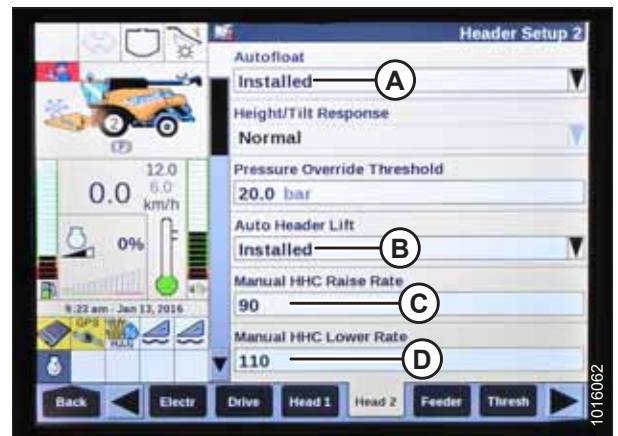 Header Setup 2
Autofloat
Installed
A
Height/Tilt Response
Normal
Pressure Override Threshold
20.0 bar
Auto Header Lift
Installed
B
Manual HHC Raise Rate
90
C
Manual HHC Lower Rate
110
D
2
(P)
12.0
0.0 6.0
km/h
0%
9:23 am - Jan 13, 2016
GPS
Back
Electr
Drive
Head 1
Head 2
Feeder
Thresh
1016062